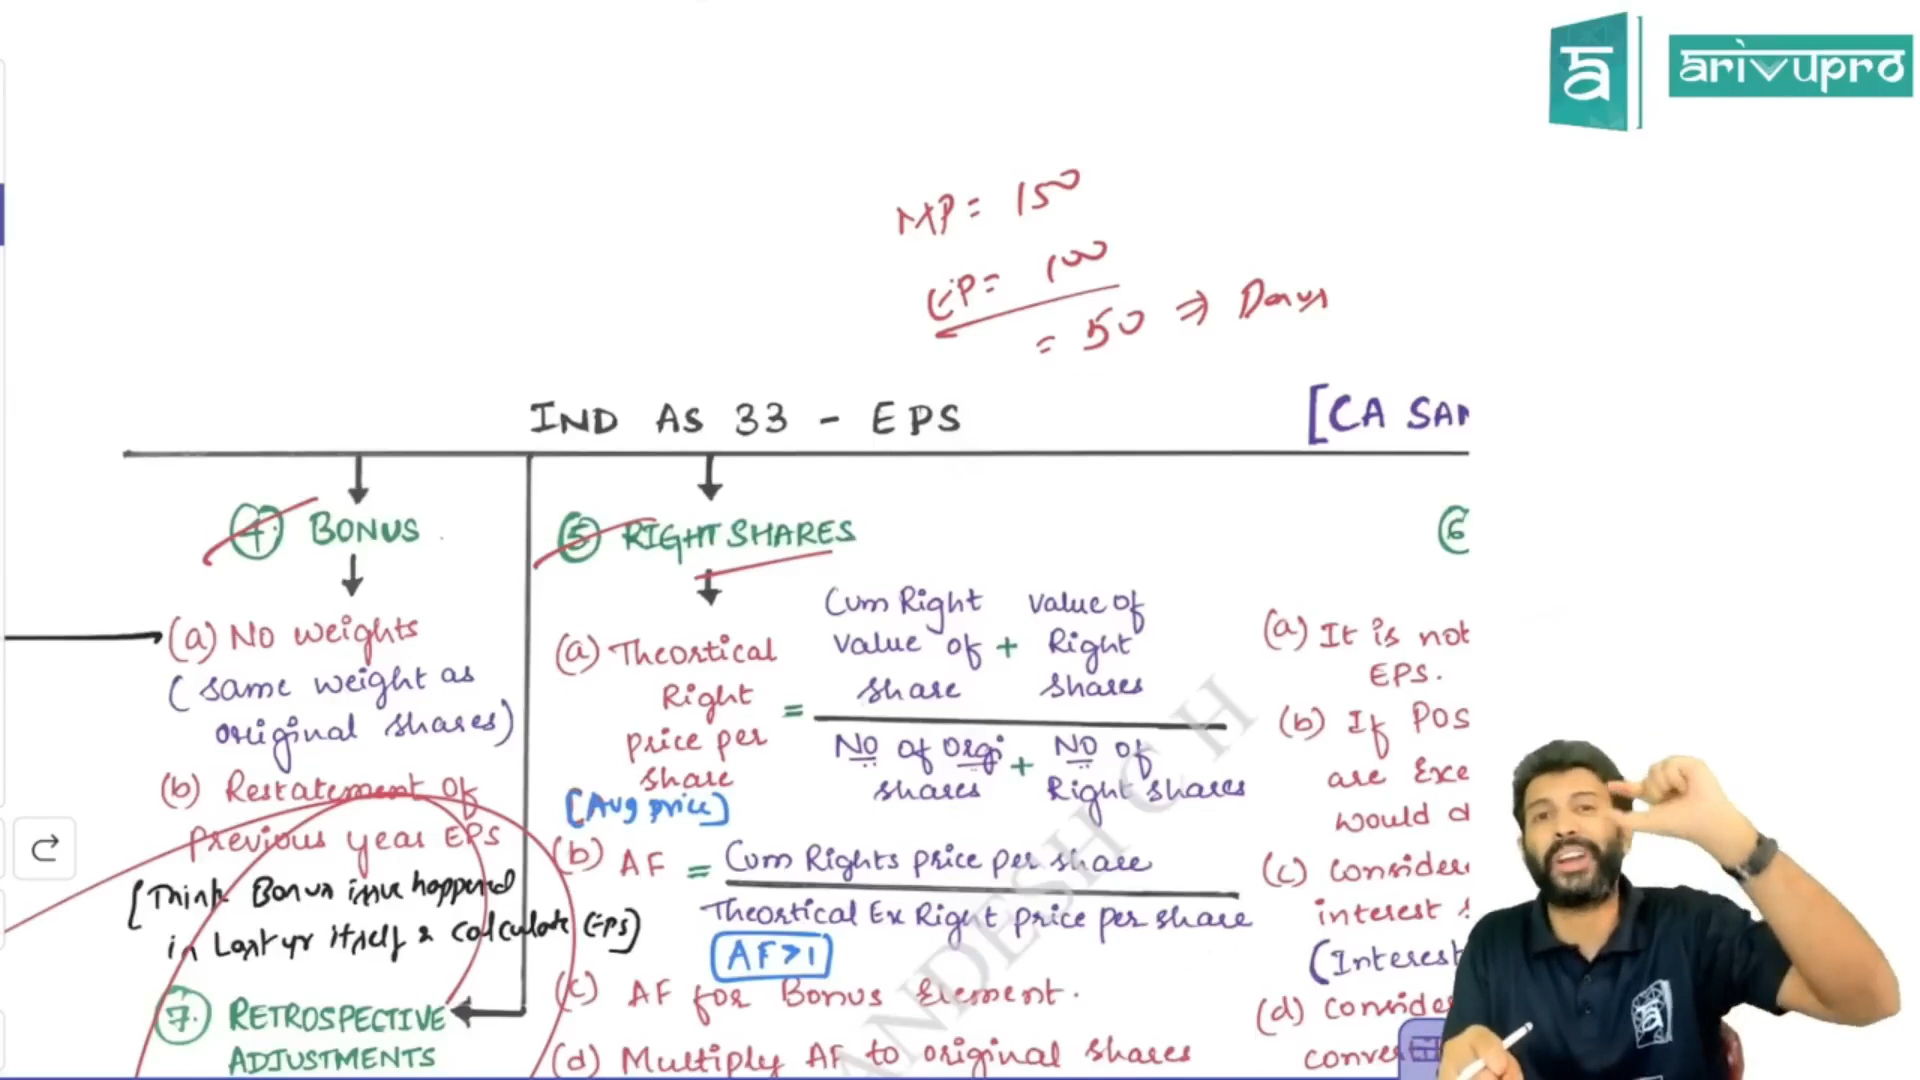 ā
arivupro
MP = 150
EP = 100
= 50 ⇒
IND AS 33 - EPS
[CA SAN
4. BONUS
(a) No weights
(same weight as
original shares)
(b) Restatement of
Previous year EPS
[Think Bonus issue happened
in Last yr itself & calculate EPS]
7. RETROSPECTIVE
ADJUSTMENTS
5 RIGHT SHARES
(a) Theortical
Right
price per
share
[Avg price]
= Cum Right value of share + value of Right shares
No of Orgi shares + No of Right shares
(b) AF = Cum Rights price per share
Theortical Ex Right price per share
AF > 1
(c) AF for Bonus Element.
(d) Multiply AF to original shares
6
(a) It is not
EPS.
(b) If POS
are Exe
would d
(c) consider
interest
(Interest
(d) Conside
conver
ANDESH C H